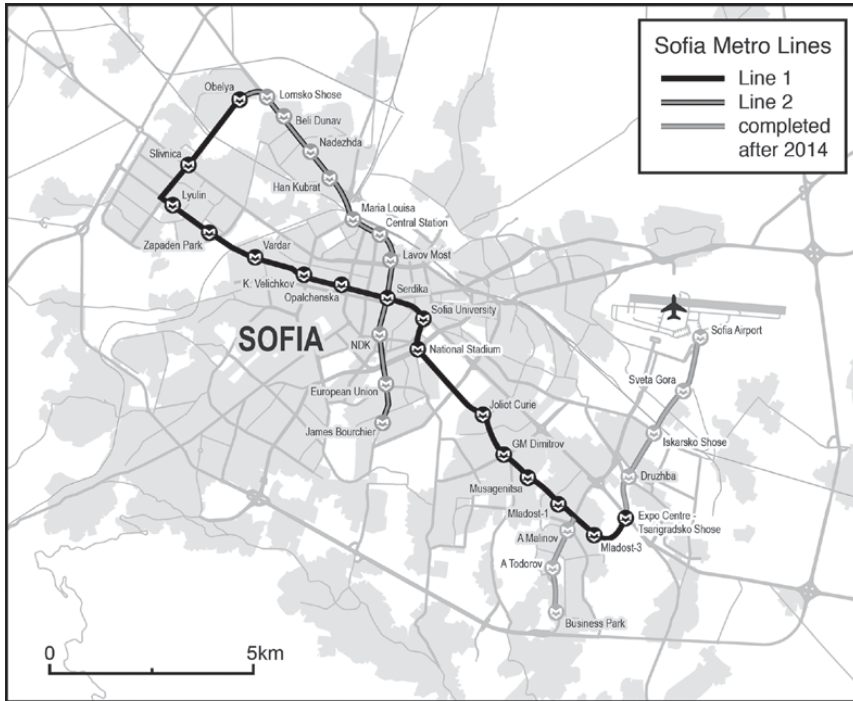 Sofia Metro Lines
Line 1
Line 2
completed
after 2014
Obelya
Lomsko Shose
Beli Dunav
Nadezhda
Slivnica
Han Kubrat
Lyulin
Maria Louisa
Central Station
Zapaden Park
Vardar
Lavov Most
K. Velichkov
Opalchenska
Serdika
Sofia University
SOFIA
NDK
National Stadium
Sofia Airport
European Union
Sveta Gora
James Bourchier
Joliot Curie
Iskarsko Shose
GM Dimitrov
Musagenitsa
Druzhba
Mladost-1
Expo Centre -
Tsarigradsko Shose
A Malinov
Mladost-3
A Todorov
Business Park
0 5km